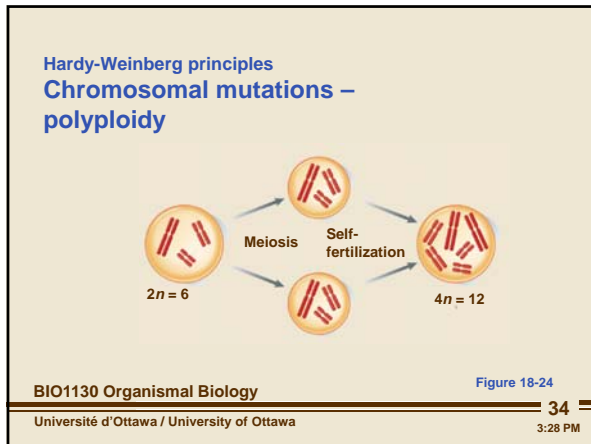 Hardy-Weinberg principles
Chromosomal mutations –
polyploidy
Meiosis
Self-
fertilization
2n = 6
4n = 12
Figure 18-24
BIO1130 Organismal Biology
34
Université d'Ottawa / University of Ottawa
3:28 PM